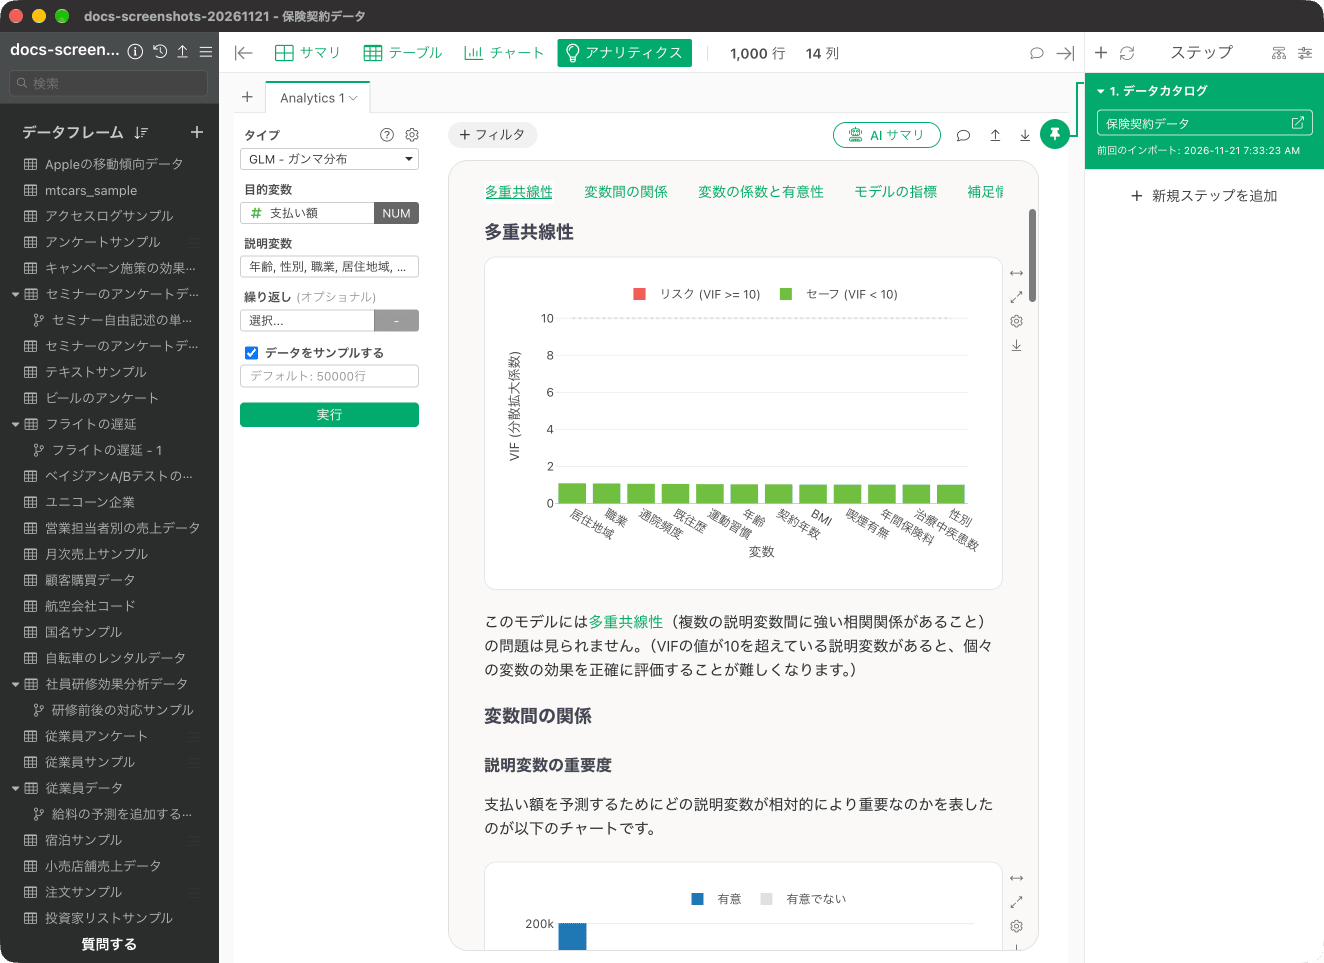 docs-screenshots-20261121 - 保険契約データ
docs-screen...
検索
データフレーム
Appleの移動傾向データ
mtcars_sample
アクセスログサンプル
アンケートサンプル
キャンペーン施策の効果…
セミナーのアンケートデ…
セミナー自由記述の単…
セミナーのアンケートデ…
テキストサンプル
ビールのアンケート
フライトの遅延
フライトの遅延 - 1
ベイジアンA/Bテストの…
ユニコーン企業
営業担当者別の売上データ
月次売上サンプル
顧客購買データ
航空会社コード
国名サンプル
自転車のレンタルデータ
社員研修効果分析データ
研修前後の対応サンプル
従業員アンケート
従業員サンプル
従業員データ
給料の予測を追加する…
宿泊サンプル
小売店舗売上データ
注文サンプル
投資家リストサンプル
質問する
サマリ
テーブル
チャート
アナリティクス
1,000 行
14 列
Analytics 1
タイプ
GLM - ガンマ分布
目的変数
# 支払い額
NUM
説明変数
年齢, 性別, 職業, 居住地域, ...
繰り返し (オプショナル)
選択...
-
データをサンプルする
デフォルト: 50000行
実行
+ フィルタ
AI サマリ
多重共線性
変数間の関係
変数の係数と有意性
モデルの指標
補足情
多重共線性
リスク (VIF >= 10)
セーフ (VIF < 10)
VIF (分散拡大係数)
10
8
6
4
2
0
居住地域
職業
通院頻度
既往歴
運動習慣
年齢
契約年数
BMI
喫煙有無
年間保険料
治療中疾患数
性別
変数
このモデルには多重共線性（複数の説明変数間に強い相関関係があること）
の問題は見られません。（VIFの値が10を超えている説明変数があると、個々
の変数の効果を正確に評価することが難しくなります。）
変数間の関係
説明変数の重要度
支払い額を予測するためにどの説明変数が相対的により重要なのかを表した
のが以下のチャートです。
有意
有意でない
200k
ステップ
1. データカタログ
保険契約データ
前回のインポート: 2026-11-21 7:33:23 AM
+ 新規ステップを追加